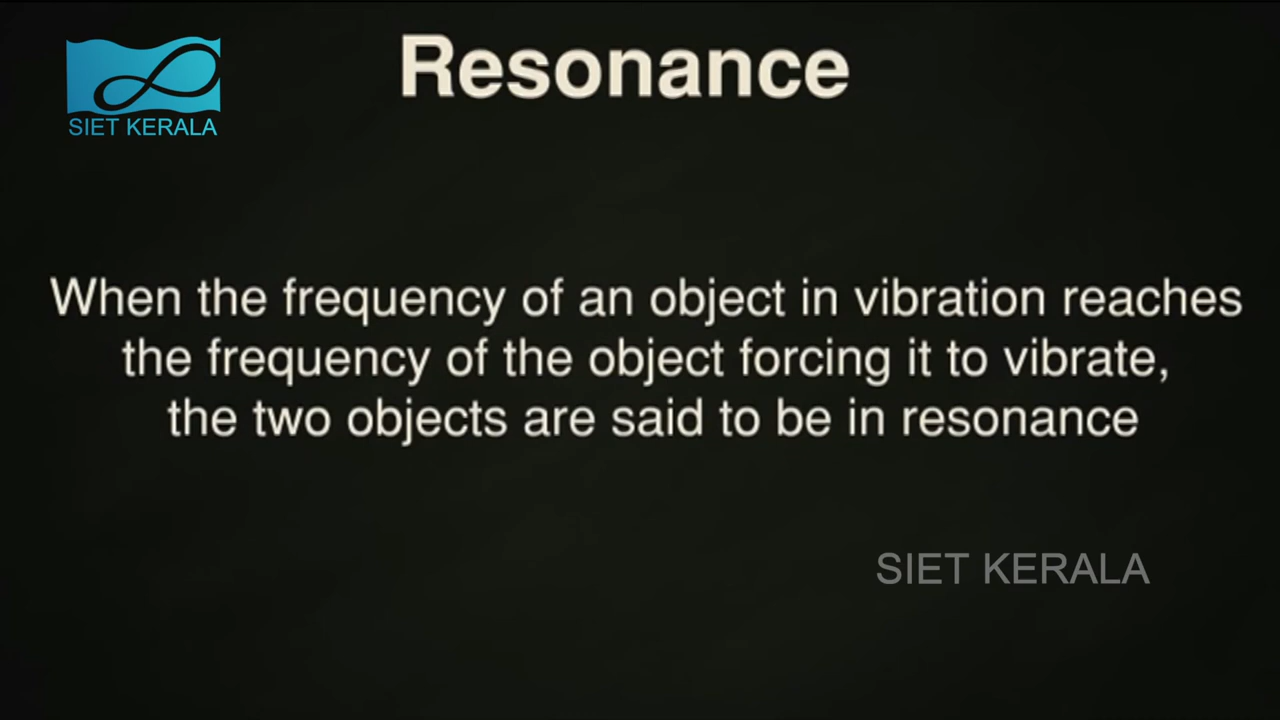 Resonance
SIET KERALA
When the frequency of an object in vibration reaches
the frequency of the object forcing it to vibrate,
the two objects are said to be in resonance
SIET KERALA